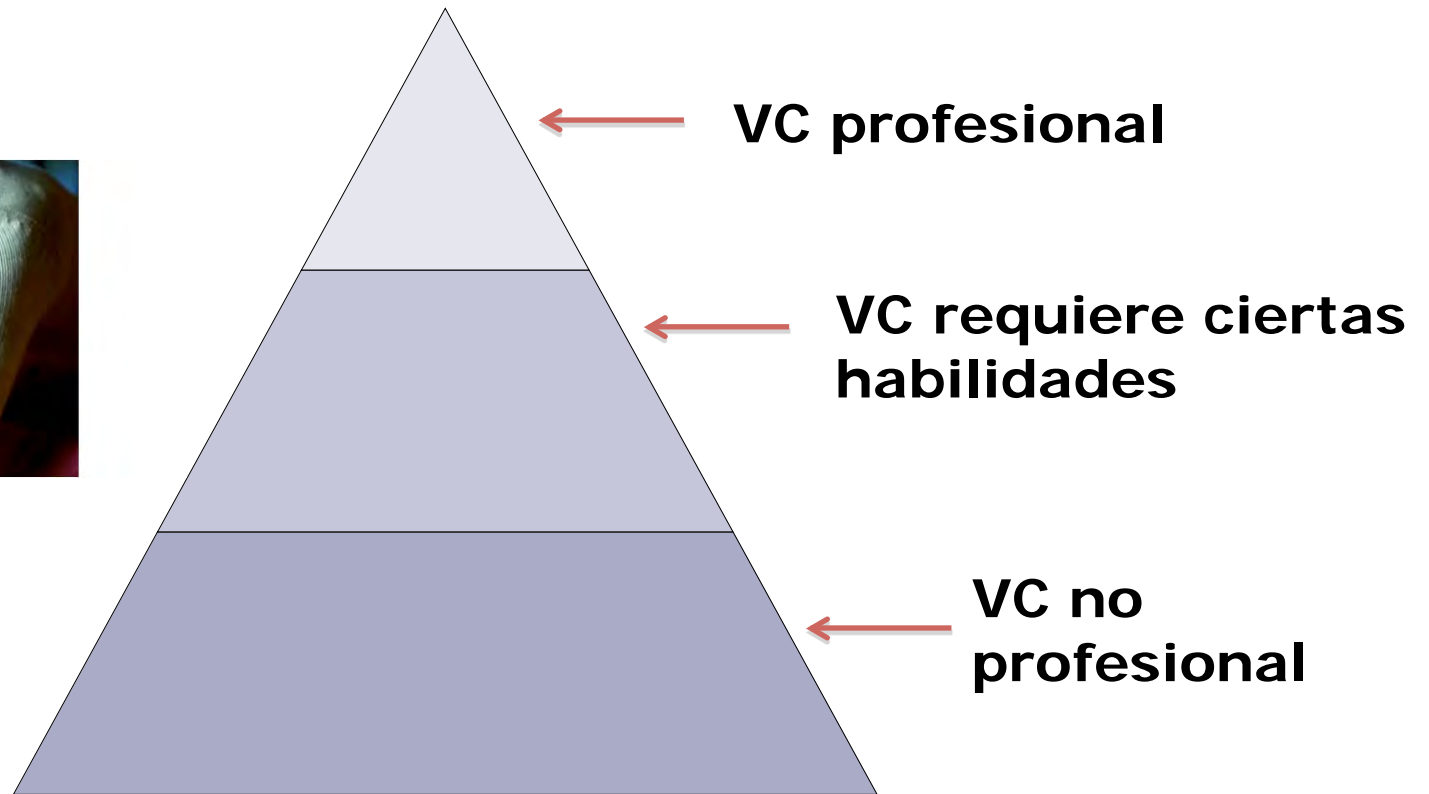 VC profesional
VC requiere ciertas
habilidades
VC no
profesional